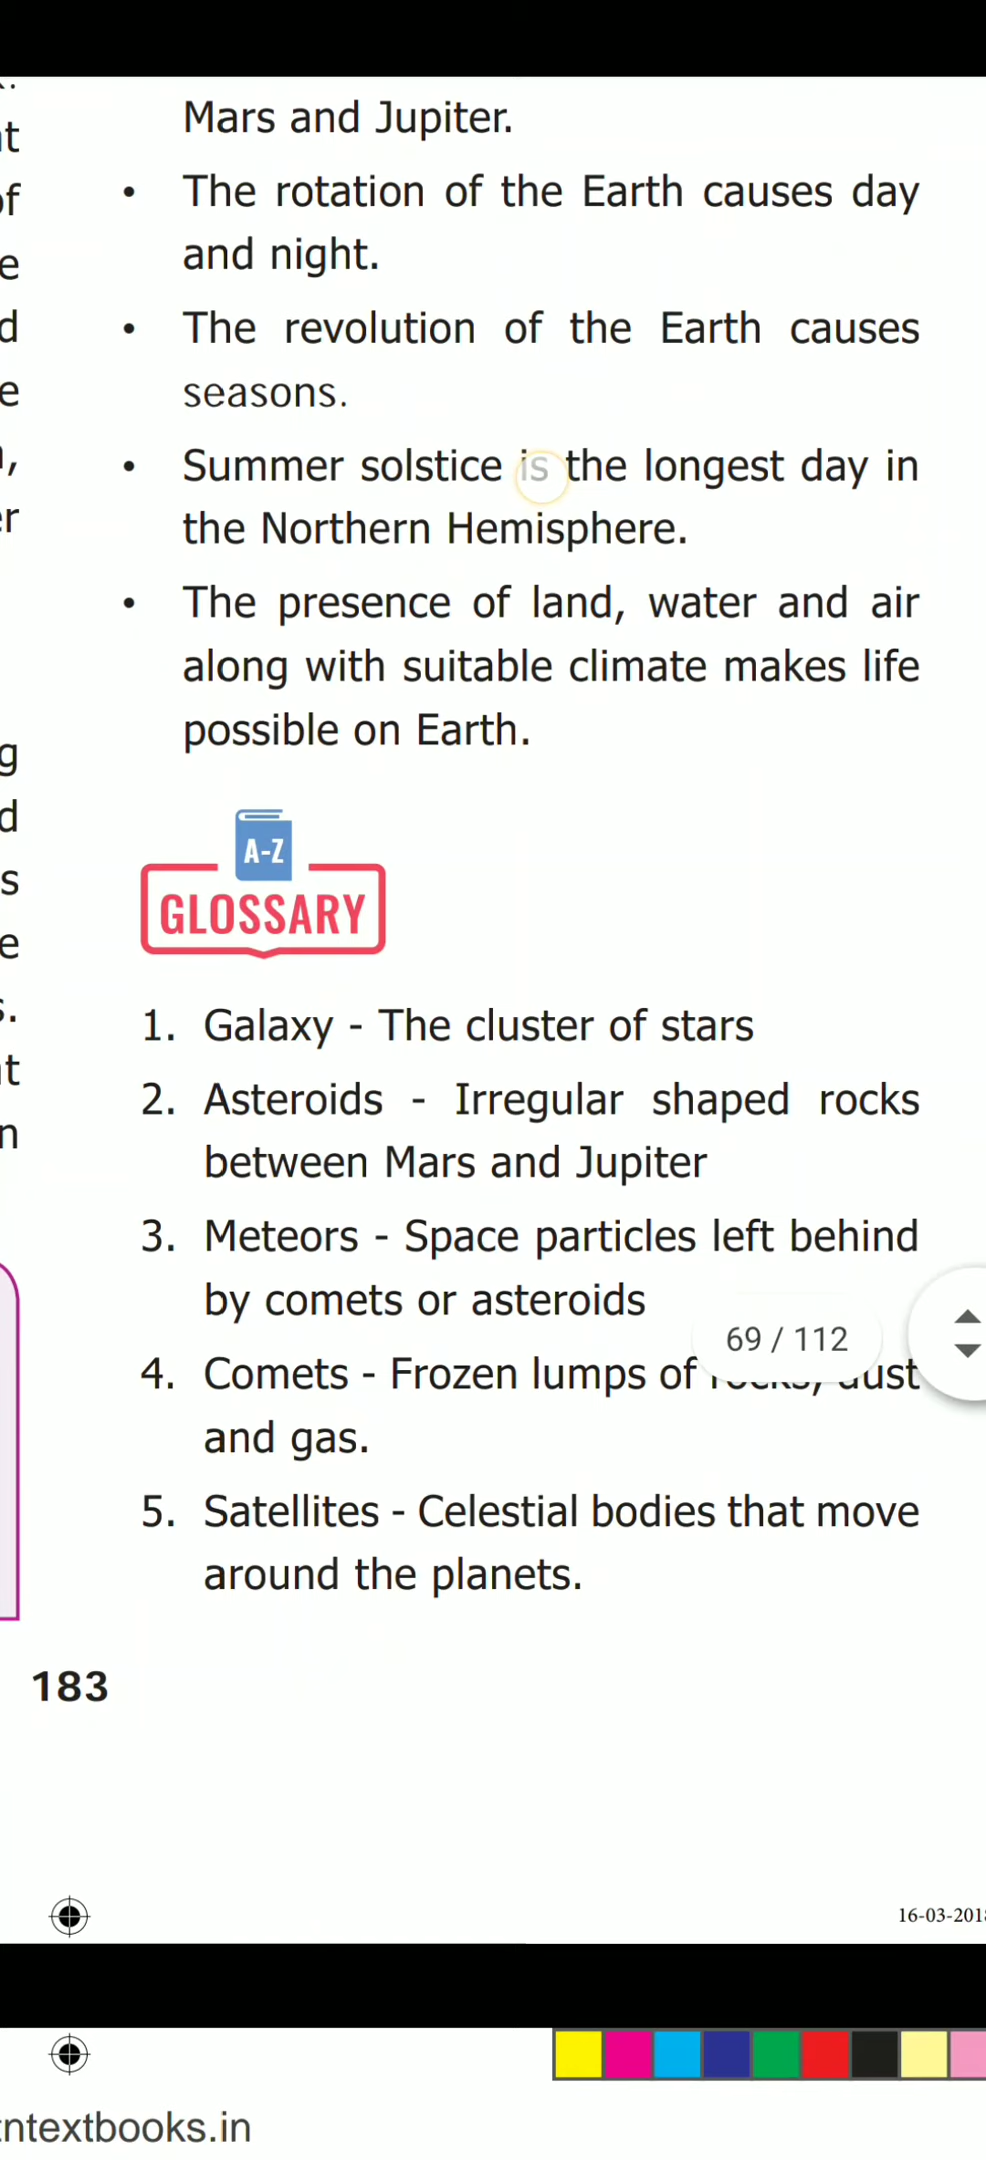 Mars and Jupiter.
• The rotation of the Earth causes day
and night.
• The revolution of the Earth causes
seasons.
• Summer solstice is the longest day in
the Northern Hemisphere.
• The presence of land, water and air
along with suitable climate makes life
possible on Earth.
A-Z
GLOSSARY
1. Galaxy - The cluster of stars
2. Asteroids - Irregular shaped rocks
between Mars and Jupiter
3. Meteors - Space particles left behind
by comets or asteroids
69 / 112
4. Comets - Frozen lumps of rocks, dust
and gas.
5. Satellites - Celestial bodies that move
around the planets.
183
16-03-201
ntextbooks.in